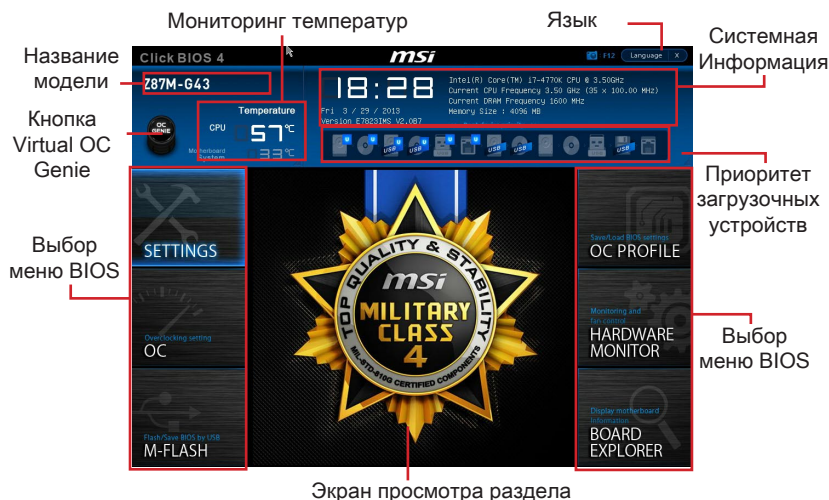 Мониторинг температур
Язык
Название
модели
Системная
Информация
Click BIOS 4
msi
F12
Language
X
Z87M-G43
18:28
Intel(R) Core(TM) i7-4770K CPU @ 3.50GHz
Current CPU Frequency 3.50 GHz (35 x 100.00 MHz)
Current DRAM Frequency 1600 MHz
Memory Size : 4096 MB
Fri 3 / 29 / 2013
Version E7823IMS V2.0B7
Temperature
CPU 57°C
Motherboard
System 33°C
OC
GENIE
USB USB USB USB
Кнопка
Virtual OC
Genie
Приоритет
загрузочных
устройств
Выбор
меню BIOS
SETTINGS
Overclocking setting
OC
Flash/Save BIOS by USB
M-FLASH
TOP QUALITY & STABILITY
msi
MILITARY
CLASS
4
MIL-STD-810G CERTIFIED COMPONENTS
Save/Load BIOS settings
OC PROFILE
Monitoring and
fan control
HARDWARE
MONITOR
Display motherboard
information
BOARD
EXPLORER
Выбор
меню BIOS
Экран просмотра раздела